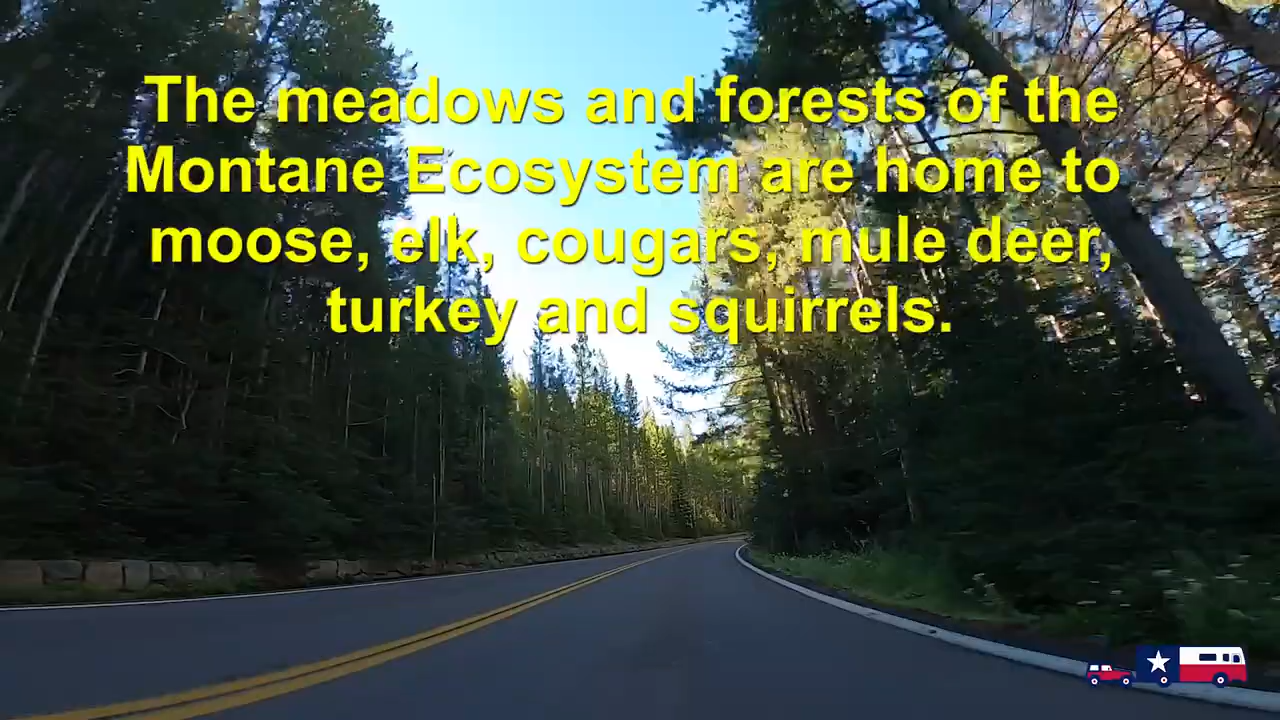 The meadows and forests of the
Montane Ecosystem are home to
moose, elk, cougars, mule deer,
turkey and squirrels.